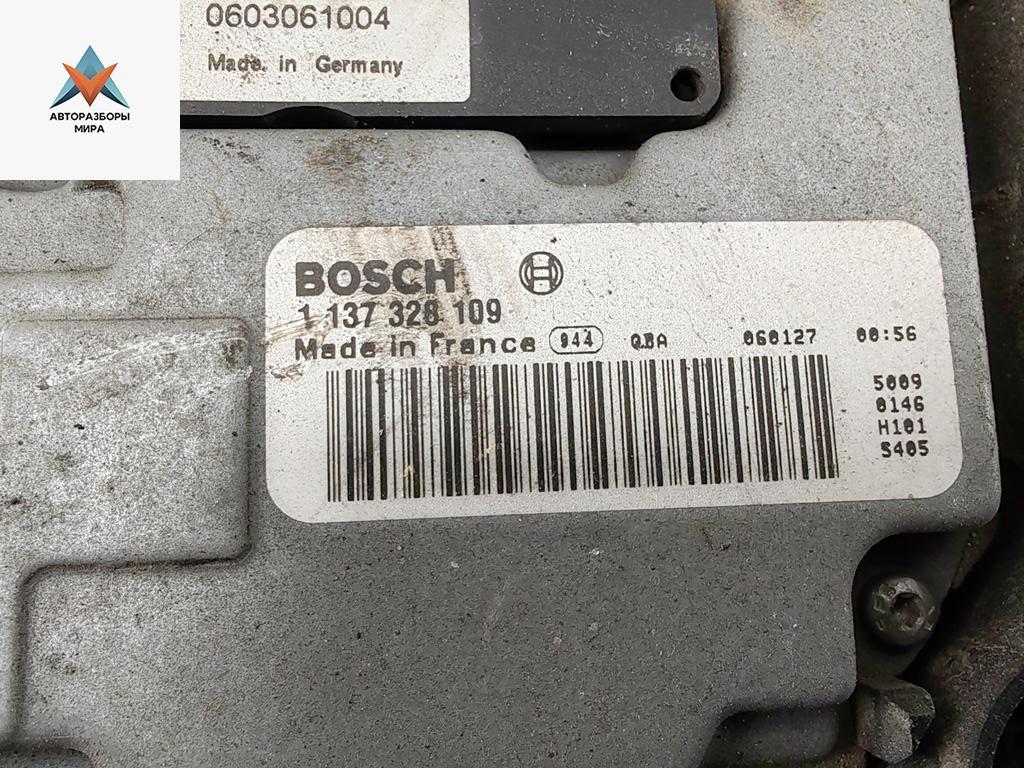 0603061004
Made in Germany
АВТОРАЗБОРЫ
МИРА
BOSCH
1 137 328 109
Made in France 944 QBA 060127 00:56
5009
0146
H101
S405